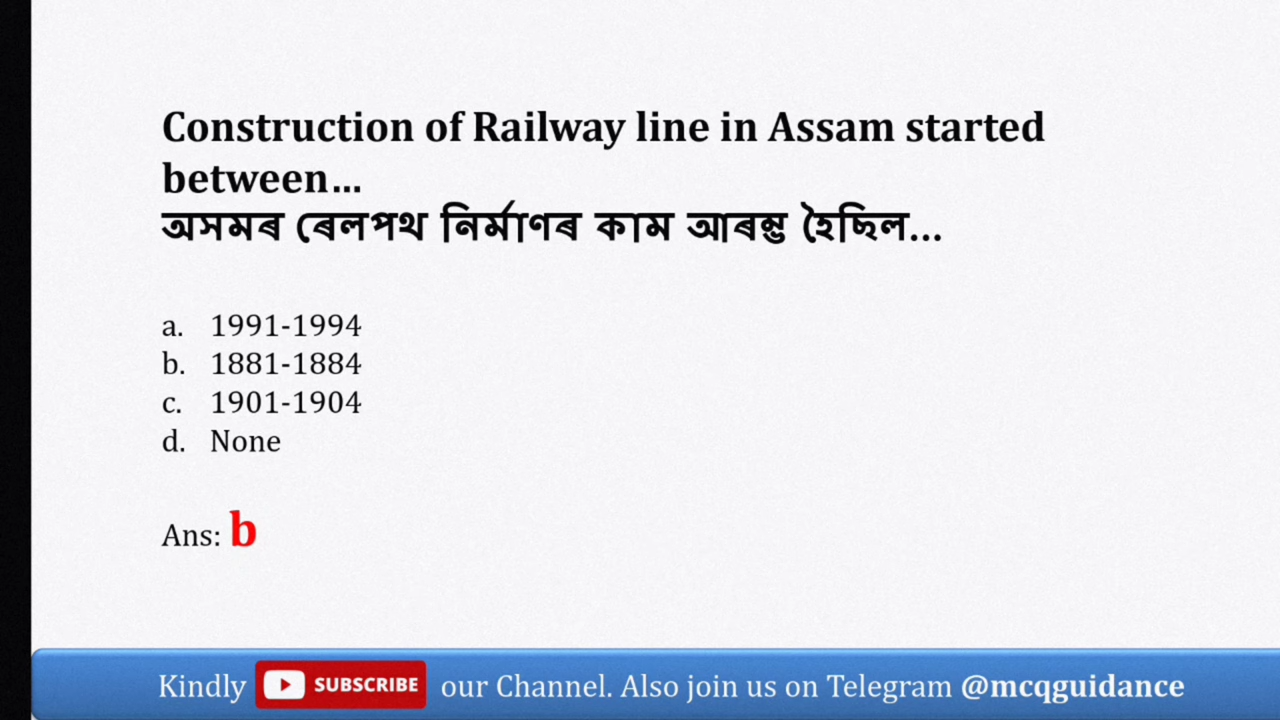 Construction of Railway line in Assam started
between...
অসমৰ ৰেলপথ নিৰ্মাণৰ কাম আৰম্ভ হৈছিল...
a. 1991-1994
b. 1881-1884
c. 1901-1904
d. None
Ans: b
Kindly SUBSCRIBE our Channel. Also join us on Telegram @mcqguidance